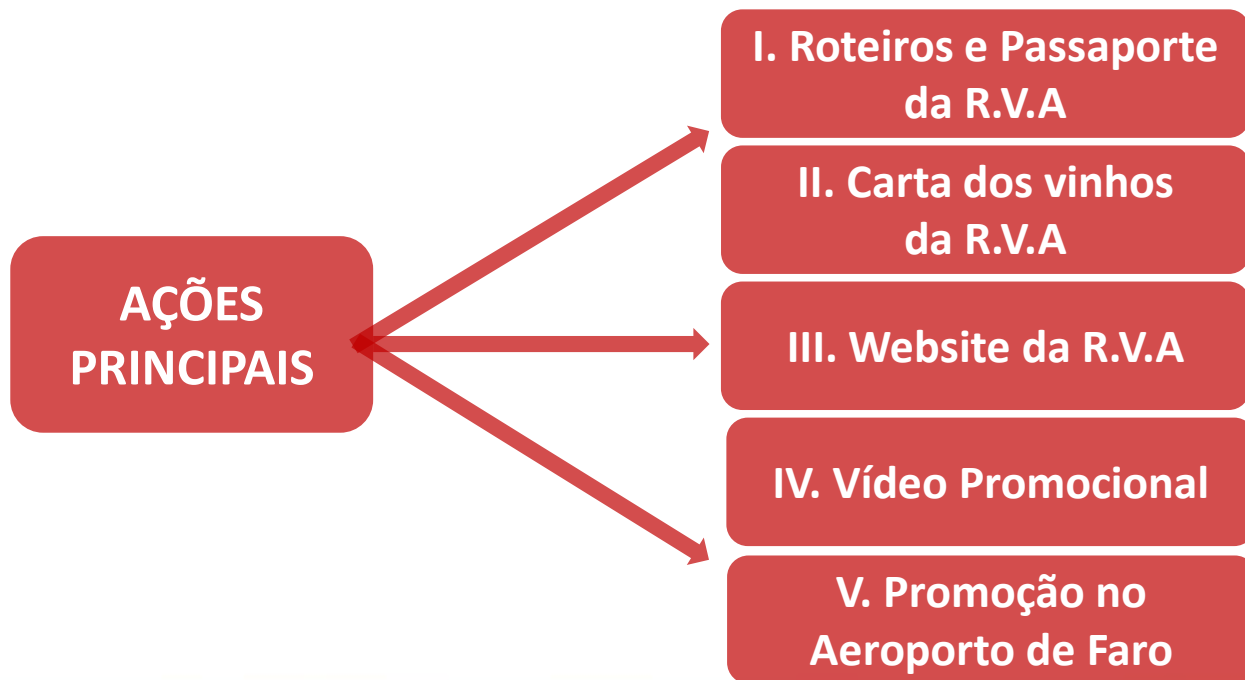 AÇÕES
PRINCIPAIS
I. Roteiros e Passaporte
da R.V.A
II. Carta dos vinhos
da R.V.A
III. Website da R.V.A
IV. Vídeo Promocional
V. Promoção no
Aeroporto de Faro